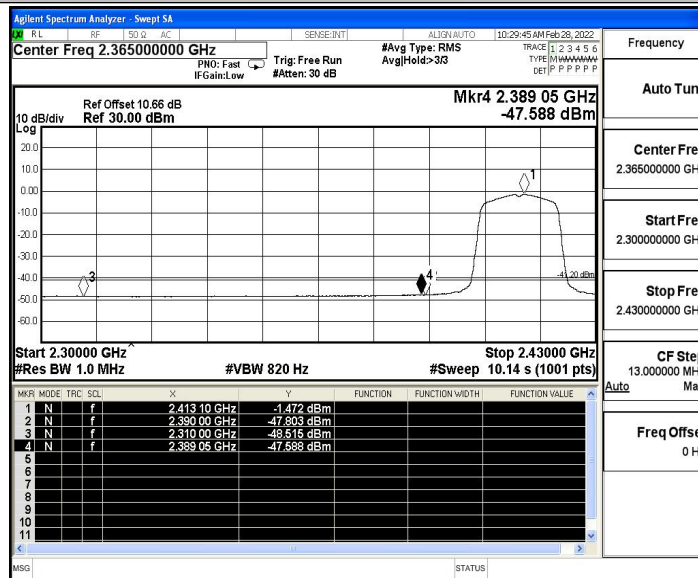 Agilent Spectrum Analyzer - Swept SA
RL RF 50 Ω AC SENSE:INT ALIGN AUTO 10:29:45 AM Feb 28, 2022
Center Freq 2.365000000 GHz
PNO: Fast
IFGain:Low
Trig: Free Run
#Atten: 30 dB
#Avg Type: RMS
Avg|Hold:>3/3
TRACE 1 2 3 4 5 6
TYPE M
DET P P P P P P
Ref Offset 10.66 dB
10 dB/div Ref 30.00 dBm
Log
Mkr4 2.389 05 GHz
-47.588 dBm
20.0
10.0
0.00
-10.0
-20.0
-30.0
-40.0
-50.0
-60.0
1
3
4
-41.20 dBm
Start 2.30000 GHz
Stop 2.43000 GHz
#Res BW 1.0 MHz #VBW 820 Hz #Sweep 10.14 s (1001 pts)
MKR MODE TRC SCL X Y FUNCTION FUNCTION WIDTH FUNCTION VALUE
1 N f 2.413 10 GHz -1.472 dBm
2 N f 2.390 00 GHz -47.803 dBm
3 N f 2.310 00 GHz -48.515 dBm
4 N f 2.389 05 GHz -47.588 dBm
5
6
7
8
9
10
11
MSG STATUS
Frequency
Auto Tun
Center Fre
2.365000000 GH
Start Fre
2.300000000 GH
Stop Fre
2.430000000 GH
CF Ste
13.000000 MH
Auto Ma
Freq Offse
0 H